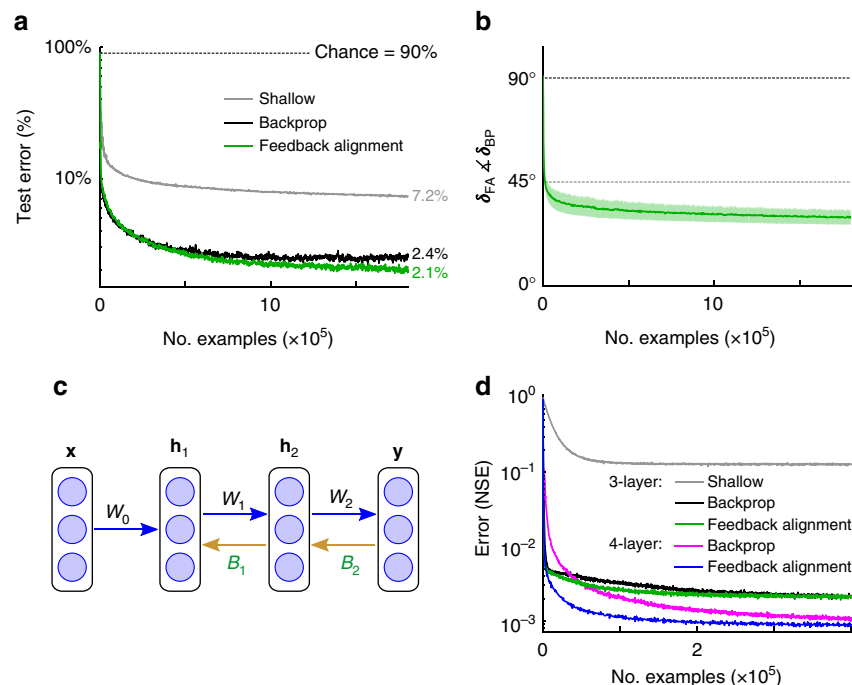 a
100%
10%
Chance = 90%
Shallow
Backprop
Feedback alignment
7.2%
2.4%
2.1%
Test error (%)
0
10
No. examples (×10⁵)
b
90°
45°
0°
δFA ∡ δBP
0
10
No. examples (×10⁵)
c
x
h₁
h₂
y
W₀
W₁
W₂
B₁
B₂
d
10⁰
10⁻¹
10⁻²
10⁻³
Error (NSE)
3-layer: Shallow
Backprop
Feedback alignment
4-layer: Backprop
Feedback alignment
0
2
No. examples (×10⁵)